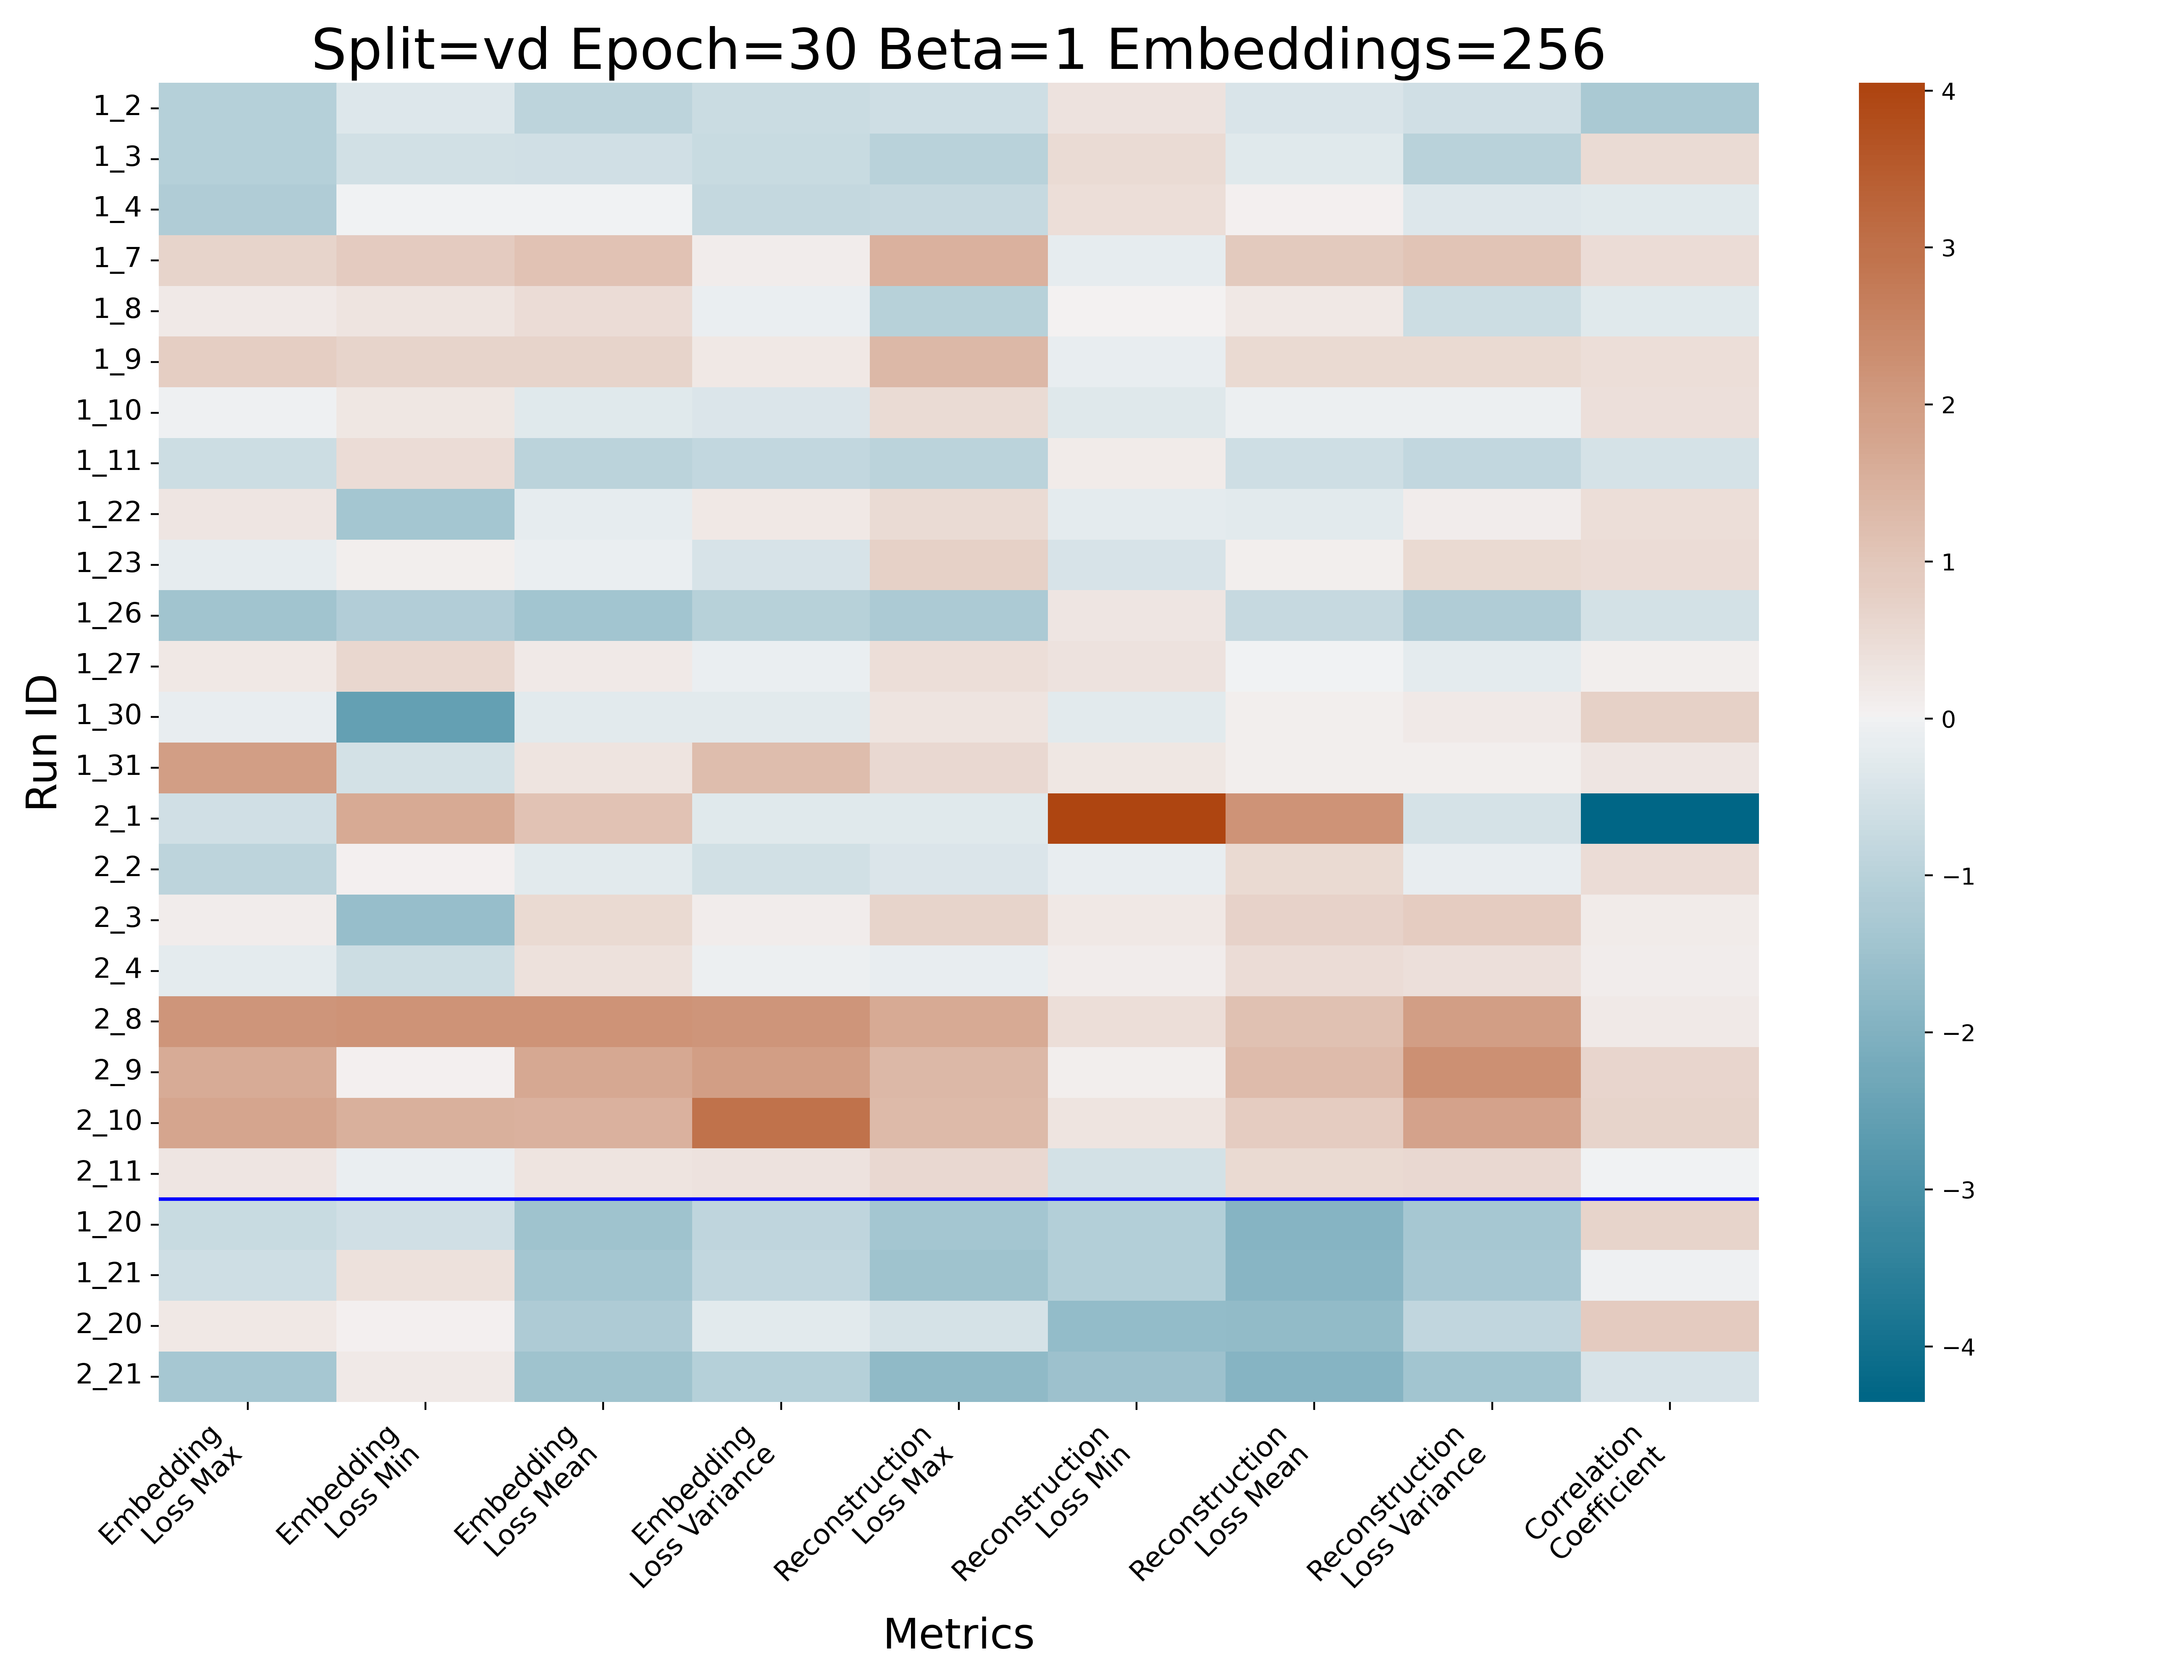 Split=vd Epoch=30 Beta=1 Embeddings=256
Run ID
1_2
1_3
1_4
1_7
1_8
1_9
1_10
1_11
1_22
1_23
1_26
1_27
1_30
1_31
2_1
2_2
2_3
2_4
2_8
2_9
2_10
2_11
1_20
1_21
2_20
2_21
Embedding
Loss Max
Embedding
Loss Min
Embedding
Loss Mean
Embedding
Loss Variance
Reconstruction
Loss Max
Reconstruction
Loss Min
Reconstruction
Loss Mean
Reconstruction
Loss Variance
Correlation
Coefficient
Metrics
4
3
2
1
0
−1
−2
−3
−4